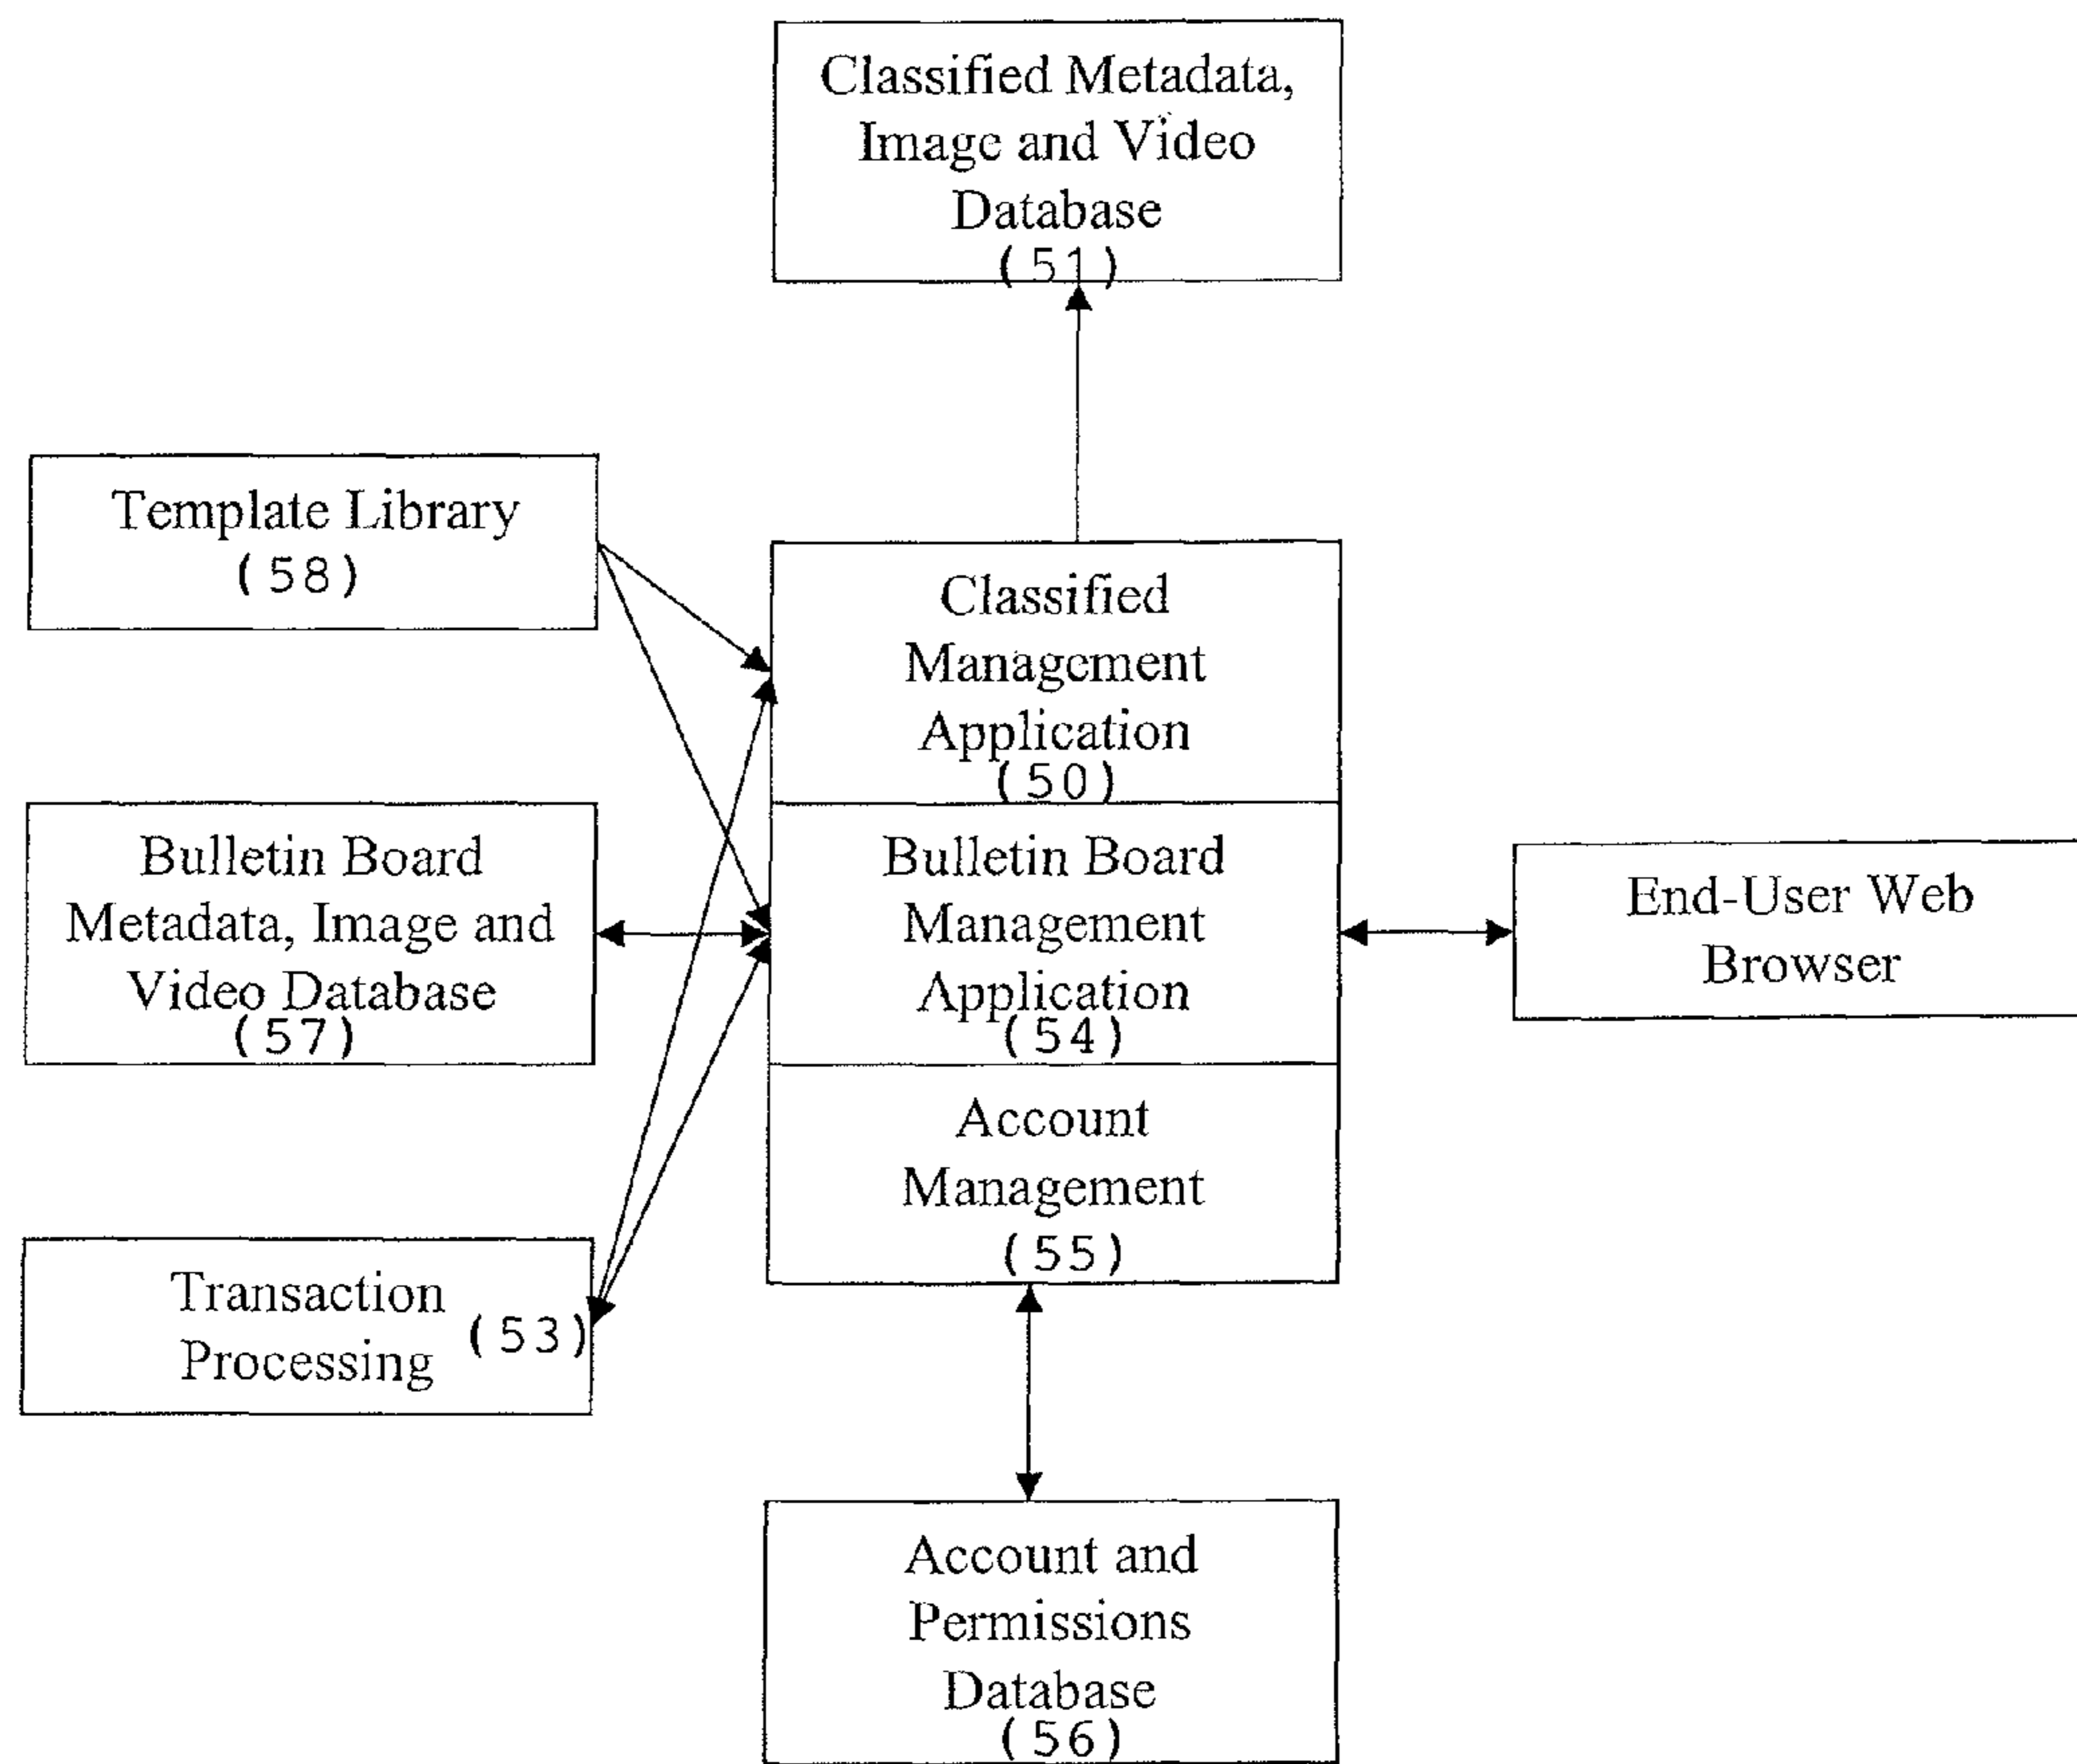 Classified Metadata,
Image and Video
Database
(51)
Template Library
(58)
Classified
Management
Application
(50)
Bulletin Board
Metadata, Image and
Video Database
(57)
Bulletin Board
Management
Application
(54)
End-User Web
Browser
Account
Management
(55)
Transaction
Processing (53)
Account and
Permissions
Database
(56)